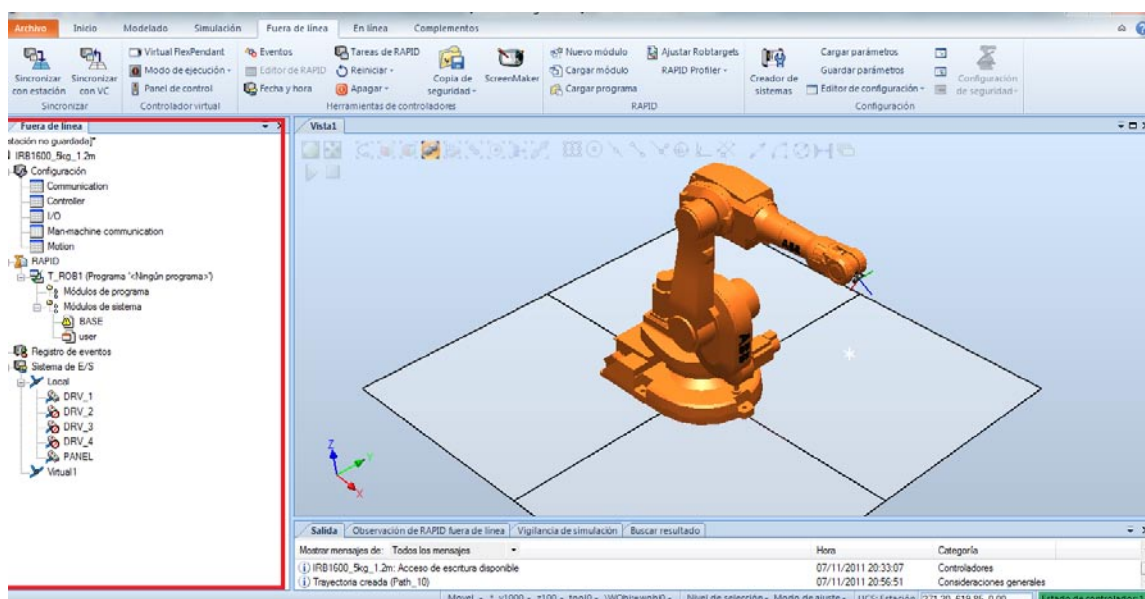 Archivo Inicio Modelado Simulación Fuera de línea En línea Complementos
Sincronizar con estación
Sincronizar con VC
Virtual FlexPendant
Modo de ejecución
Panel de control
Sincronizar
Controlador virtual
Eventos
Editor de RAPID
Fecha y hora
Tareas de RAPID
Reiniciar
Apagar
Copia de seguridad
ScreenMaker
Herramientas de controladores
Nuevo módulo
Cargar módulo
Cargar programa
Ajustar Robtargets
RAPID Profiler
RAPID
Creador de sistemas
Cargar parámetros
Guardar parámetros
Editor de configuración
Configuración de seguridad
Configuración
Fuera de línea
Vista1
no guardada]*
IRB1600_5kg_1.2m
Configuración
Communication
Controller
I/O
Man-machine communication
Motion
RAPID
T_ROB1 (Programa '<Ningún programa>')
Módulos de programa
Módulos de sistema
BASE
user
Registro de eventos
Sistema de E/S
Local
DRV_1
DRV_2
DRV_3
DRV_4
PANEL
Virtual1
ABB
ABB
Z
Y
X
Salida Observación de RAPID fuera de línea Vigilancia de simulación Buscar resultado
Mostrar mensajes de: Todos los mensajes Hora Categoría
IRB1600_5kg_1.2m: Acceso de escritura disponible 07/11/2011 20:33:07 Controladores
Trayectoria creada (Path_10) 07/11/2011 20:56:51 Consideraciones generales